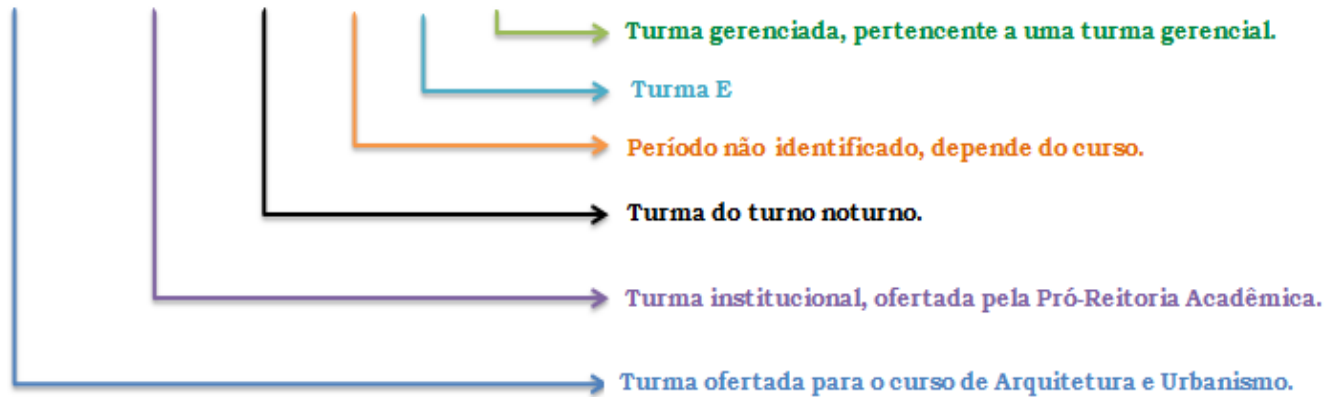 Turma gerenciada, pertencente a uma turma gerencial.
Turma E
Período não identificado, depende do curso.
Turma do turno noturno.
Turma institucional, ofertada pela Pró-Reitoria Acadêmica.
Turma ofertada para o curso de Arquitetura e Urbanismo.